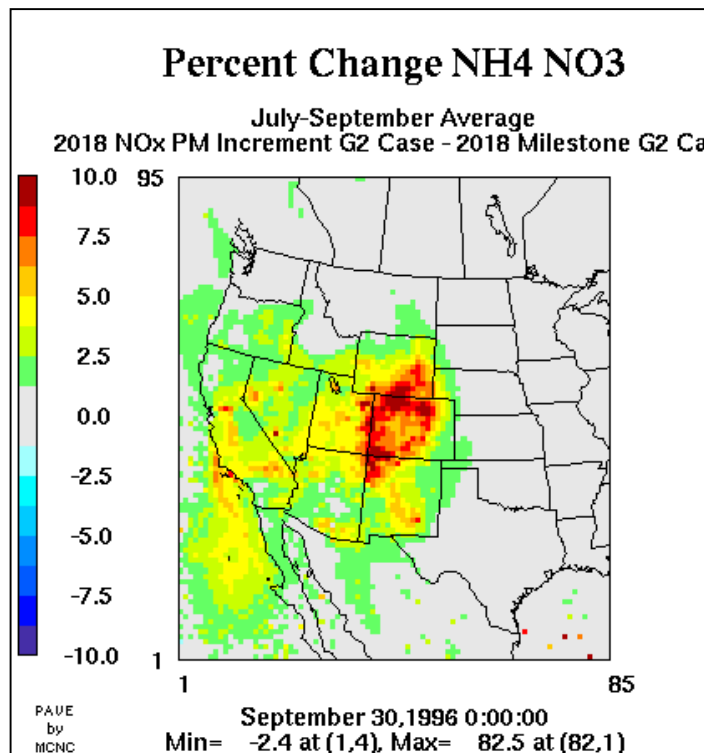 Percent Change NH4 NO3
July-September Average
2018 NOx PM Increment G2 Case - 2018 Milestone G2 Ca
10.0
7.5
5.0
2.5
0.0
-2.5
-5.0
-7.5
-10.0
95
1
1
85
PAVE
by
MCNC
September 30,1996 0:00:00
Min= -2.4 at (1,4), Max= 82.5 at (82,1)